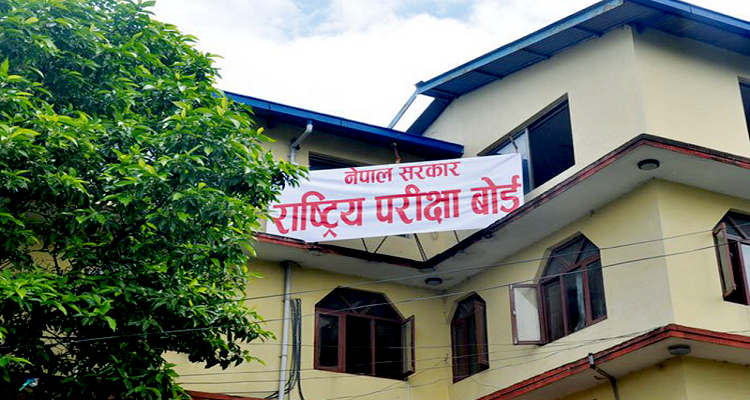 नेपाल सरकार
राष्ट्रिय परीक्षा बोर्ड